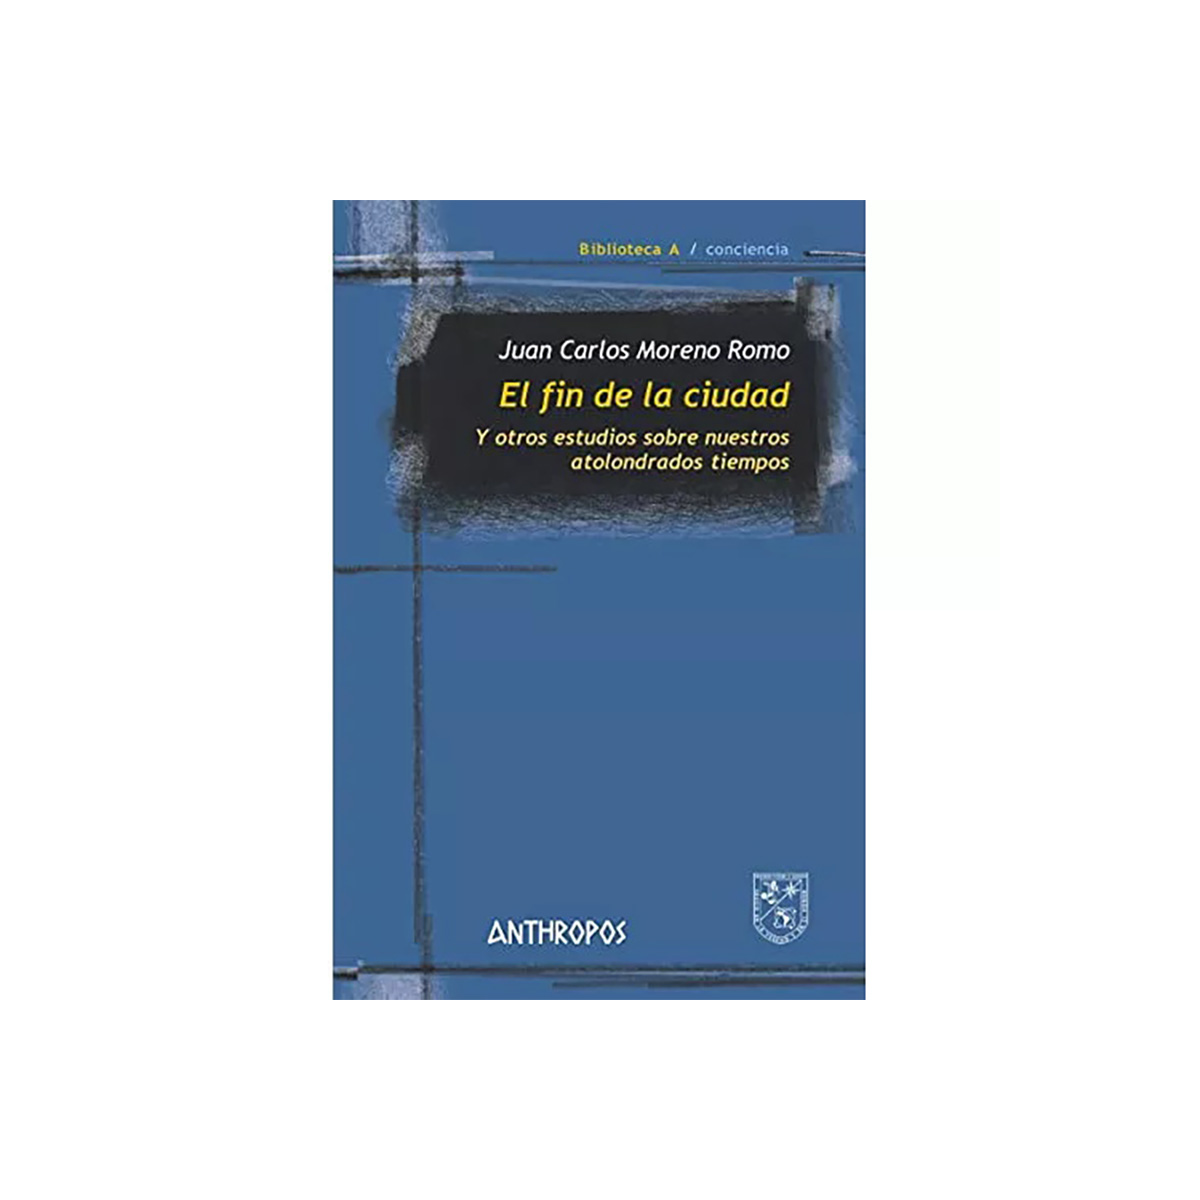 Biblioteca A / conciencia
Juan Carlos Moreno Romo
El fin de la ciudad
Y otros estudios sobre nuestros
atolondrados tiempos
ANTHROPOS